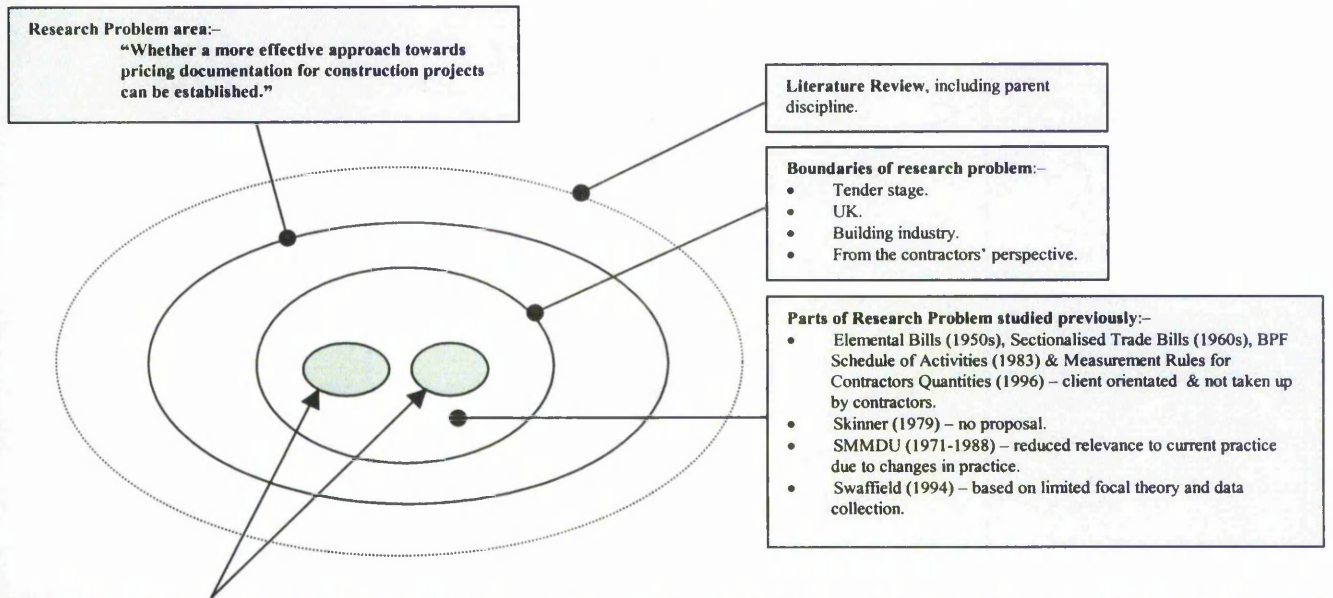 Research Problem area:–
“Whether a more effective approach towards
pricing documentation for construction projects
can be established.”
Literature Review, including parent
discipline.
Boundaries of research problem:–
• Tender stage.
• UK.
• Building industry.
• From the contractors’ perspective.
Parts of Research Problem studied previously:–
• Elemental Bills (1950s), Sectionalised Trade Bills (1960s), BPF
Schedule of Activities (1983) & Measurement Rules for
Contractors Quantities (1996) – client orientated & not taken up
by contractors.
• Skinner (1979) – no proposal.
• SMMDU (1971-1988) – reduced relevance to current practice
due to changes in practice.
• Swaffield (1994) – based on limited focal theory and data
collection.